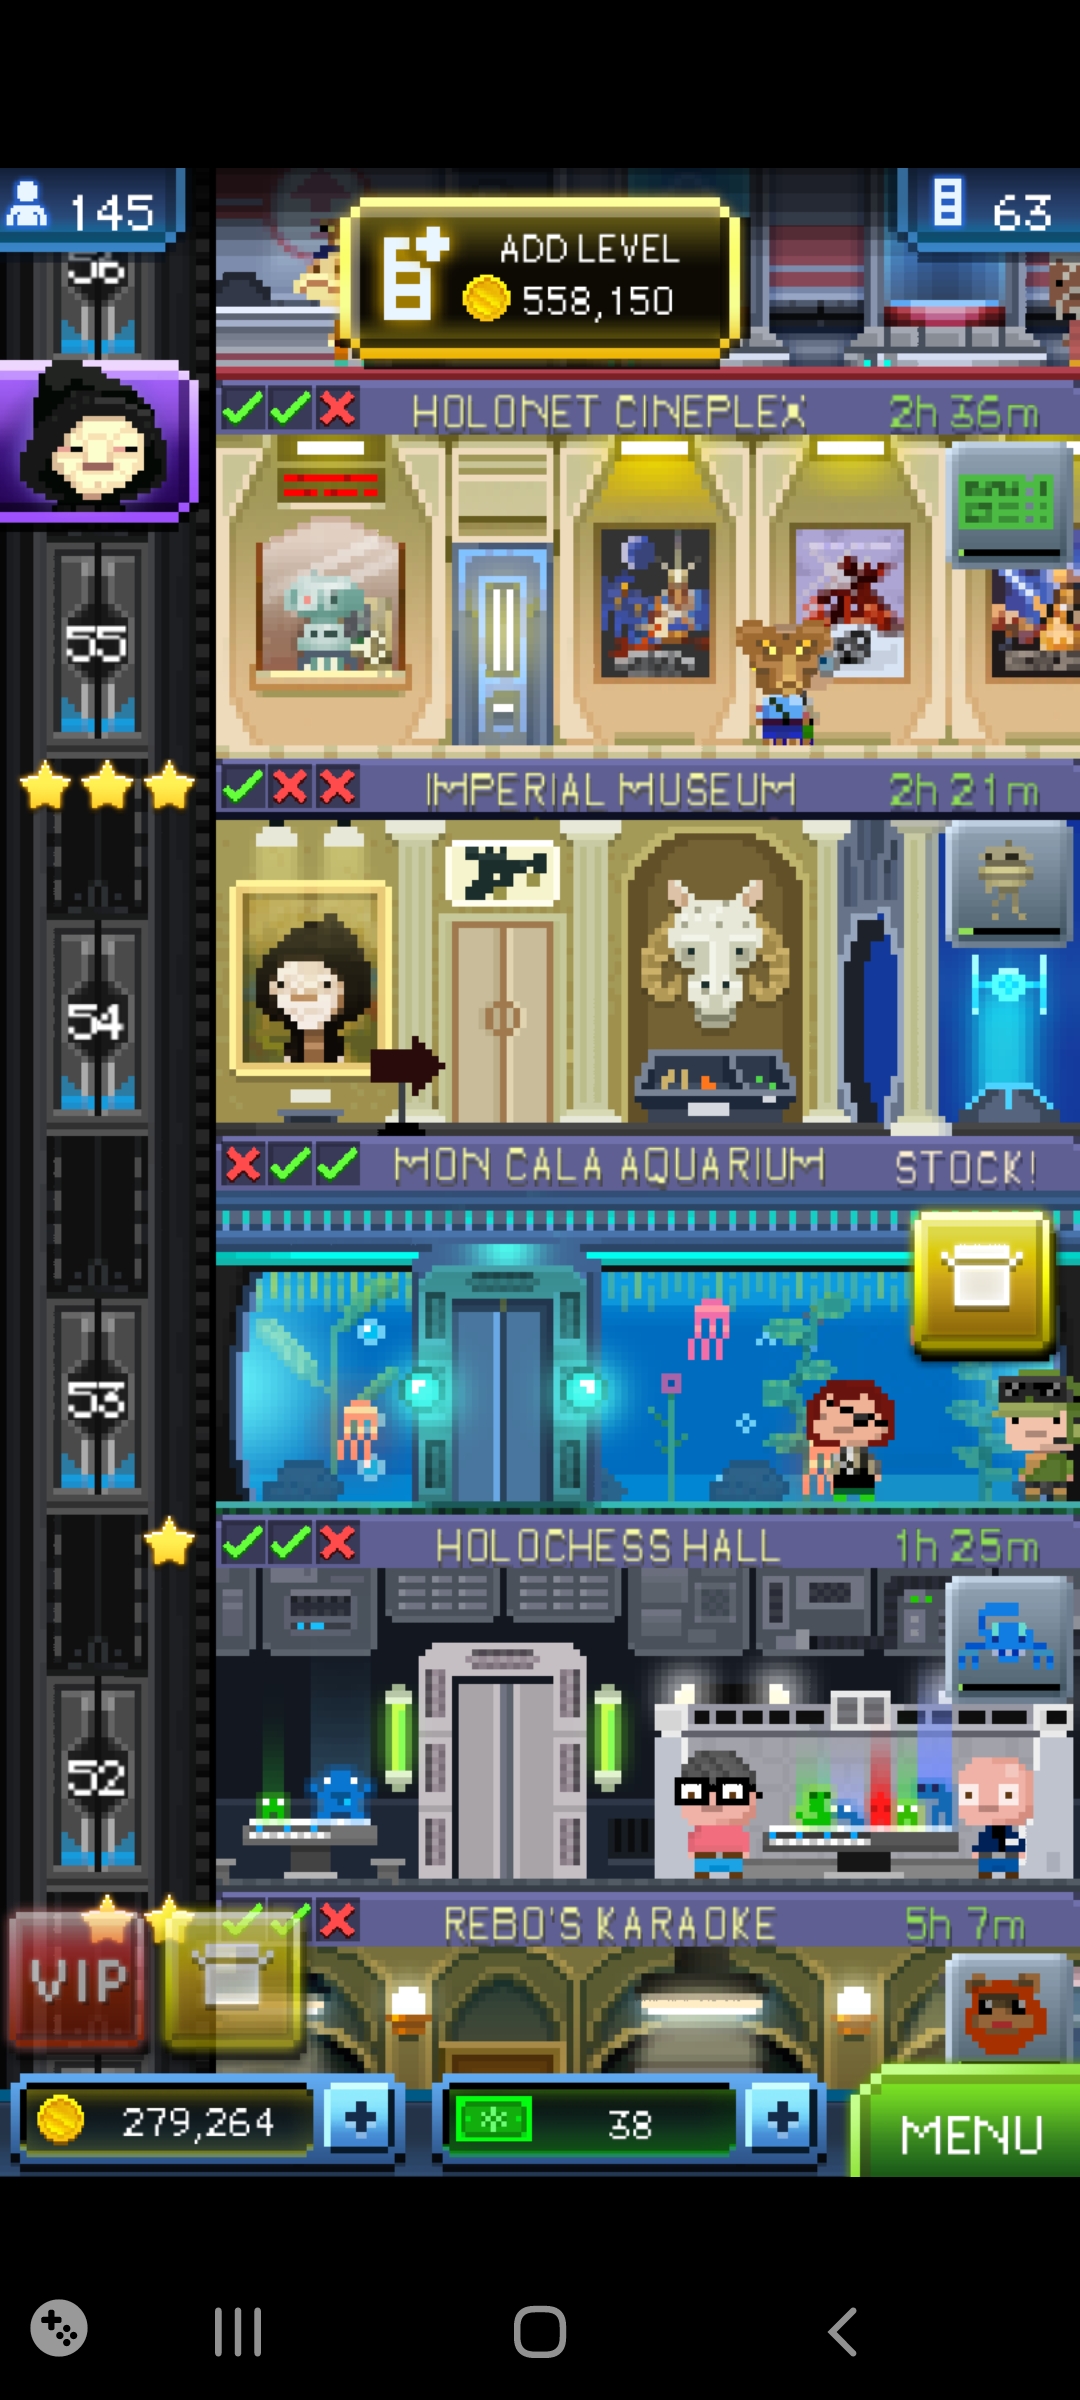 145
63
ADD LEVEL
558,150
56
HOLONET CINEPLEX 2h 36m
55
IMPERIAL MUSEUM 2h 21m
54
MON CALA AQUARIUM STOCK!
53
HOLOCHESS HALL 1h 25m
52
REBO'S KARAOKE 5h 7m
VIP
279,264
38
MENU